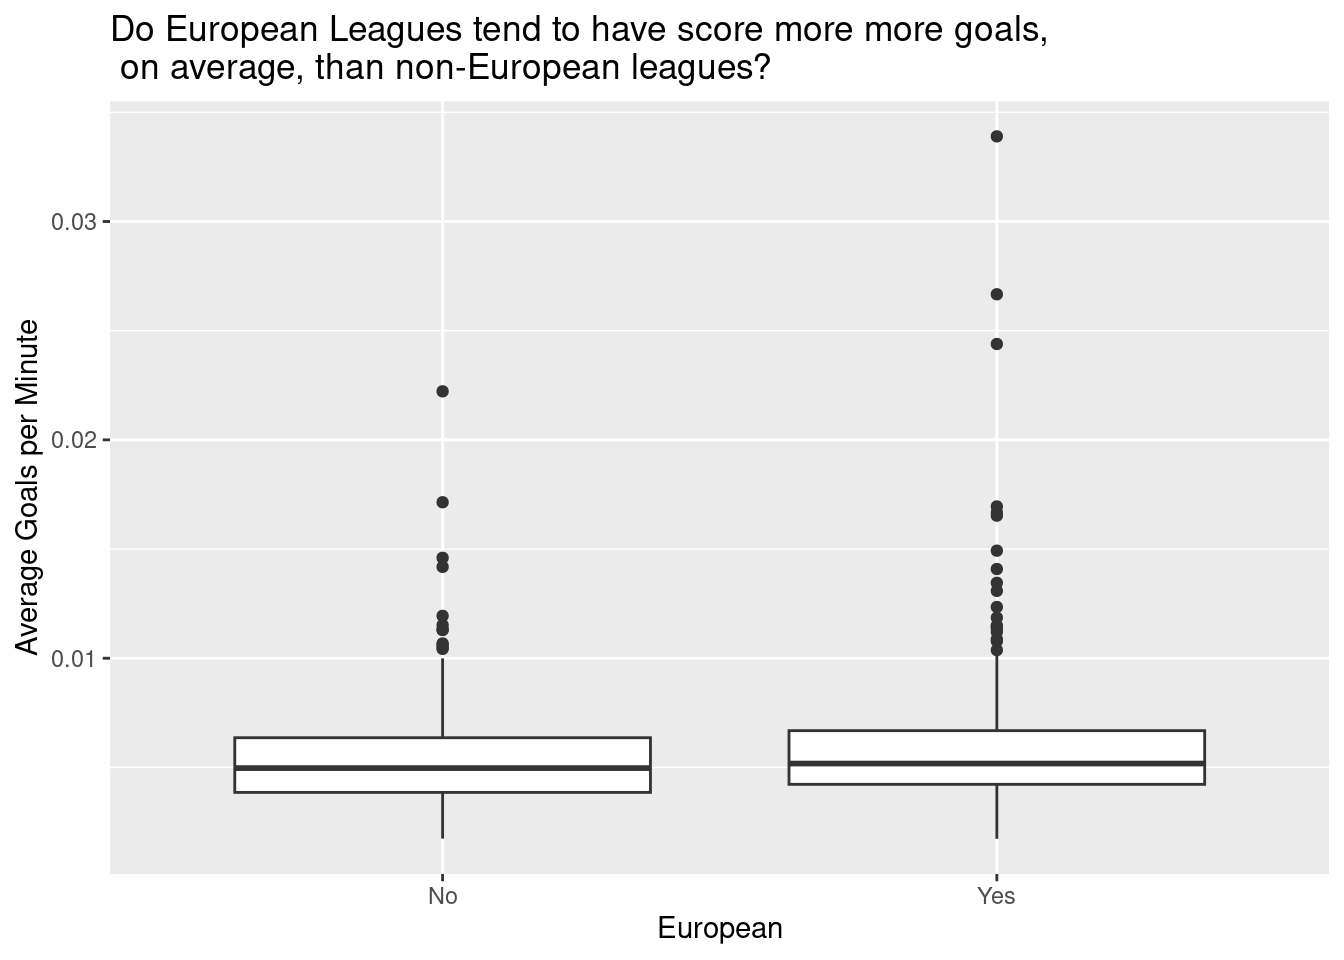 Do European Leagues tend to have score more more goals,
on average, than non-European leagues?
Average Goals per Minute
0.03
0.02
0.01
No
Yes
European